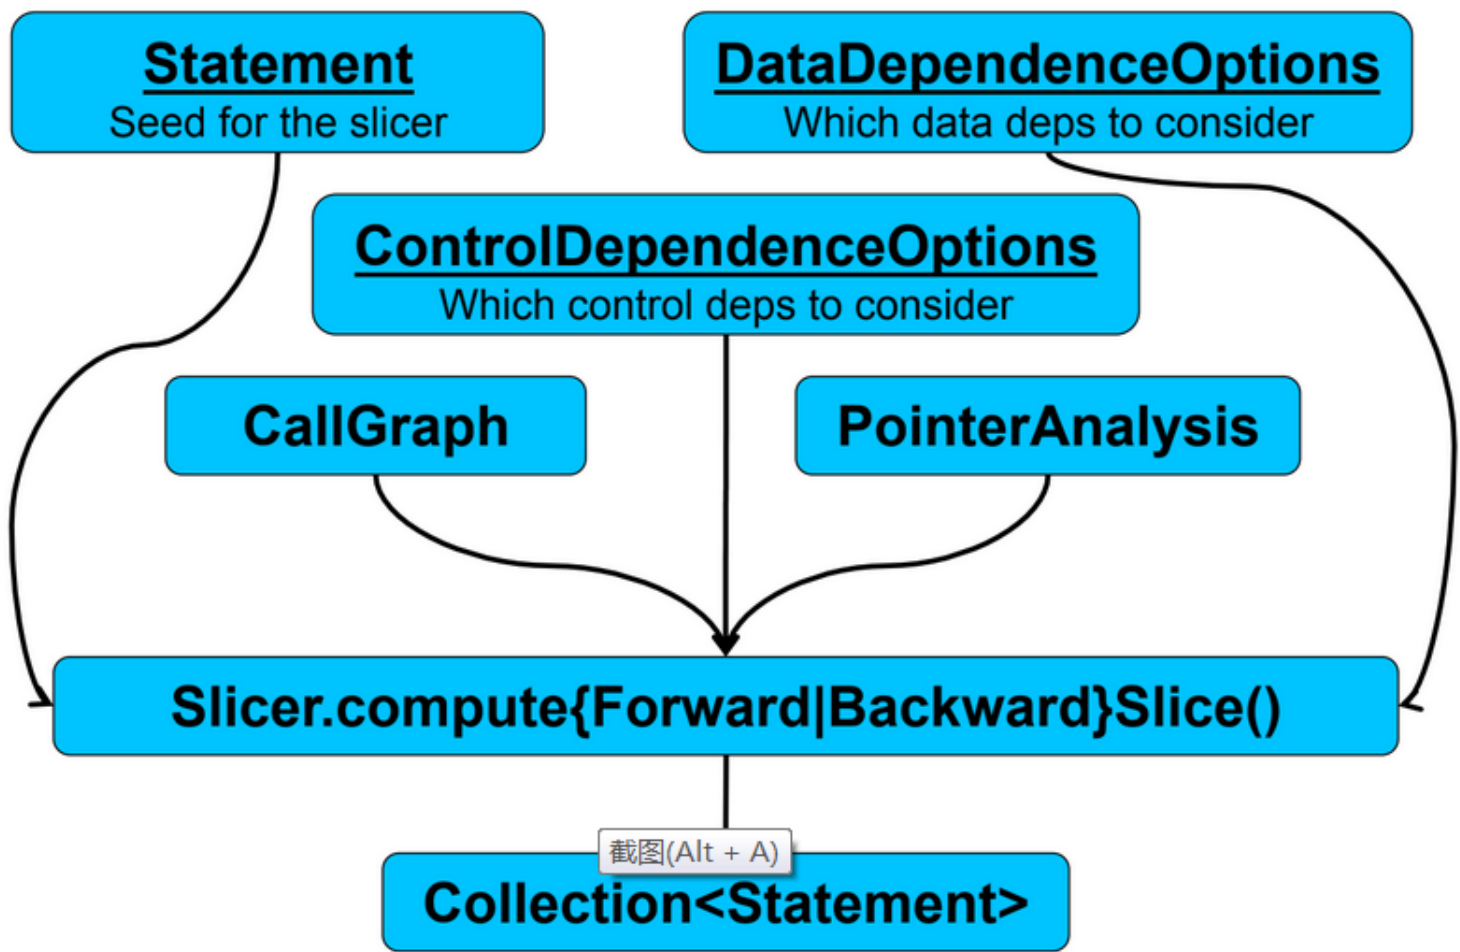 Statement
Seed for the slicer
DataDependenceOptions
Which data deps to consider
ControlDependenceOptions
Which control deps to consider
CallGraph
PointerAnalysis
Slicer.compute{Forward|Backward}Slice()
截图(Alt + A)
Collection<Statement>